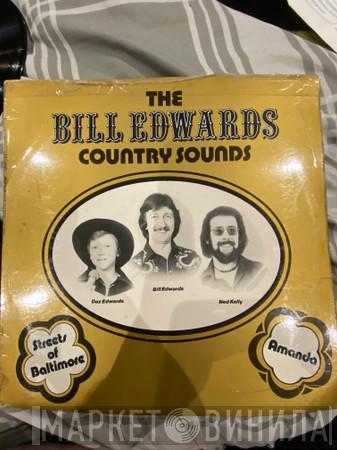 THE
BILL EDWARDS
COUNTRY SOUNDS
Bill Edwards
Daz Edwards
Ned Kelly
Streets
of
Baltimore
Amanda
МАРКЕТ ВИНИЛА